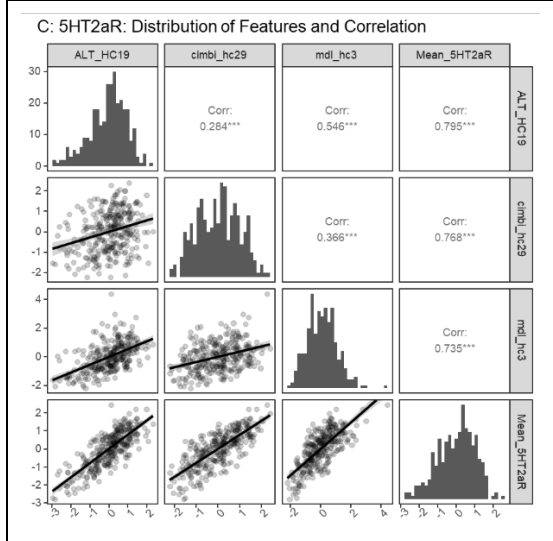 C: 5HT2aR: Distribution of Features and Correlation
ALT_HC19 cimbi_hc29 mdl_hc3 Mean_5HT2aR
30
20
10
0
Corr:
0.284***
Corr:
0.546***
Corr:
0.795***
ALT_HC19
2
1
0
-1
-2
Corr:
0.366***
Corr:
0.768***
cimbi_hc29
4
2
0
-2
Corr:
0.735***
mdl_hc3
2
1
0
-1
-2
-3
Mean_5HT2aR
-3 -2 -1 0 1 2
-2 -1 0 1 2
-2 0 2 4
-3 -2 -1 0 1 2